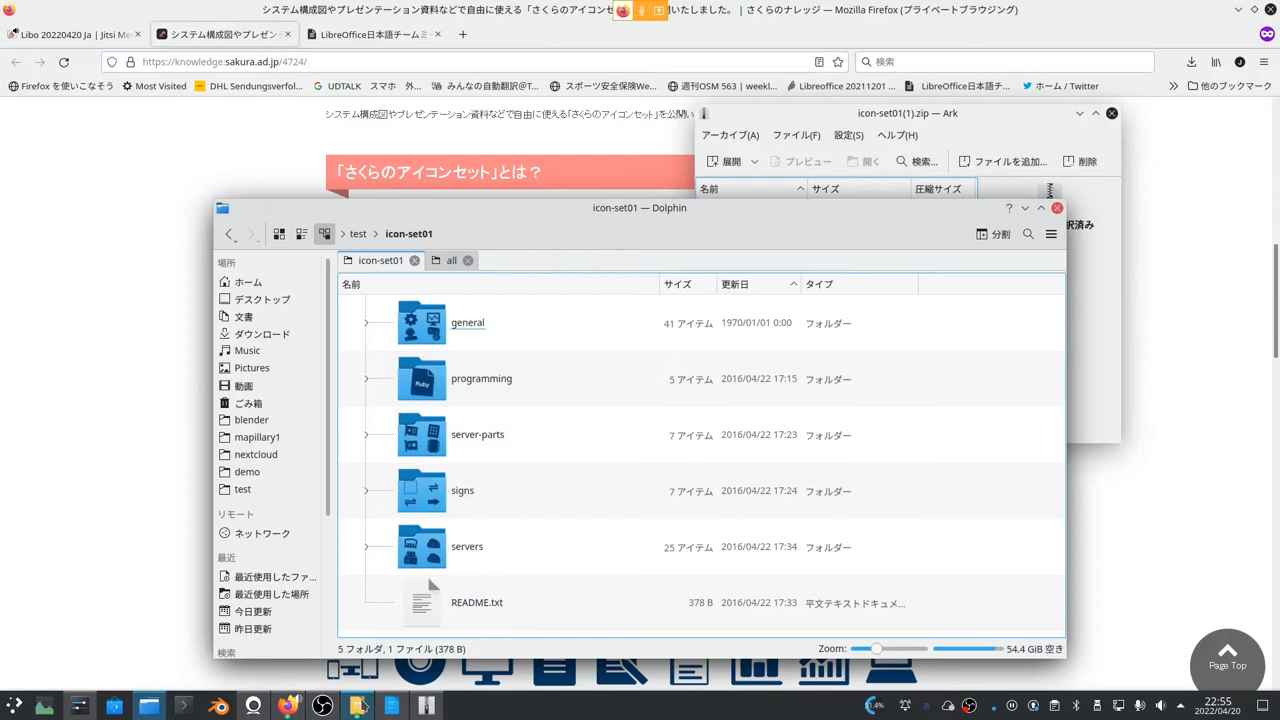 システム構成図やプレゼンテーション資料などで自由に使える「さくらのアイコンセ
開いたしました。 | さくらのナレッジ — Mozilla Firefox (プライベートブラウジング)
Libo 20220420 Ja | Jitsi Me
システム構成図やプレゼンテ
LibreOffice日本語チームミ
https://knowledge.sakura.ad.jp/4724/
検索
Firefox を使いこなそう
Most Visited
DHL Sendungsverfol...
UDTALK
スマホ
外...
みんなの自動翻訳@T...
スポーツ安全保険We...
週刊OSM 563 | weekl...
Libreoffice 20211201 ...
LibreOffice日本語チ...
ホーム / Twitter
他のブックマーク
システム構成図やプレゼンテーション資料などで自由に使える「さくらのアイコンセット」を公開い
「さくらのアイコンセット」とは？
icon-set01(1).zip — Ark
アーカイブ(A)
ファイル(F)
設定(S)
ヘルプ(H)
展開
プレビュー
開く
検索...
ファイルを追加...
削除
名前
サイズ
圧縮サイズ
択済み
icon-set01 — Dolphin
test
icon-set01
分割
icon-set01
all
場所
ホーム
デスクトップ
文書
ダウンロード
Music
Pictures
動画
ごみ箱
blender
mapillary1
nextcloud
demo
test
リモート
ネットワーク
最近
最近使用したファ...
最近使用した場所
今日更新
昨日更新
検索
名前 サイズ 更新日 タイプ
general 41 アイテム 1970/01/01 0:00 フォルダー
Ruby
programming 5 アイテム 2016/04/22 17:15 フォルダー
server-parts 7 アイテム 2016/04/22 17:23 フォルダー
signs 7 アイテム 2016/04/22 17:24 フォルダー
servers 25 アイテム 2016/04/22 17:34 フォルダー
README.txt 378 B 2016/04/22 17:33 平文テキストドキュメ...
5 フォルダ, 1 ファイル (378 B)
Zoom:
54.4 GiB 空き
Page Top
22:55
2022/04/20